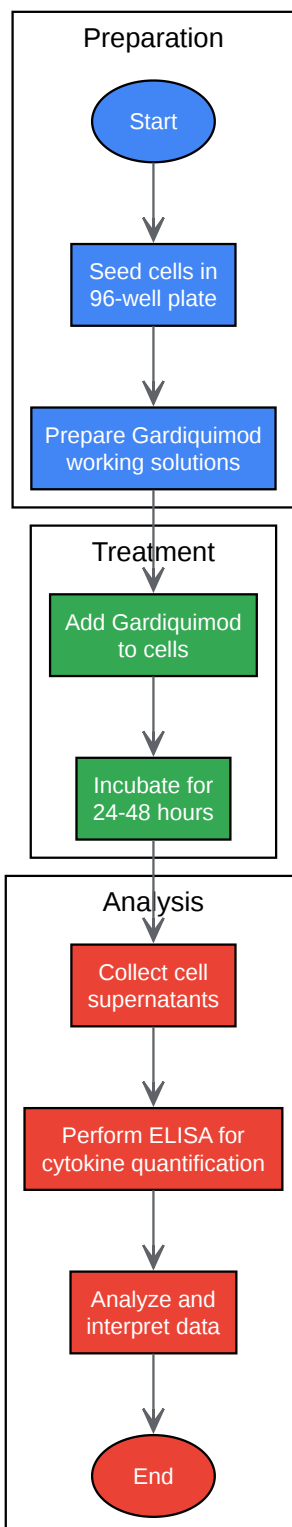 Preparation
Start
Seed cells in
96-well plate
Prepare Gardiquimod
working solutions
Treatment
Add Gardiquimod
to cells
Incubate for
24-48 hours
Analysis
Collect cell
supernatants
Perform ELISA for
cytokine quantification
Analyze and
interpret data
End